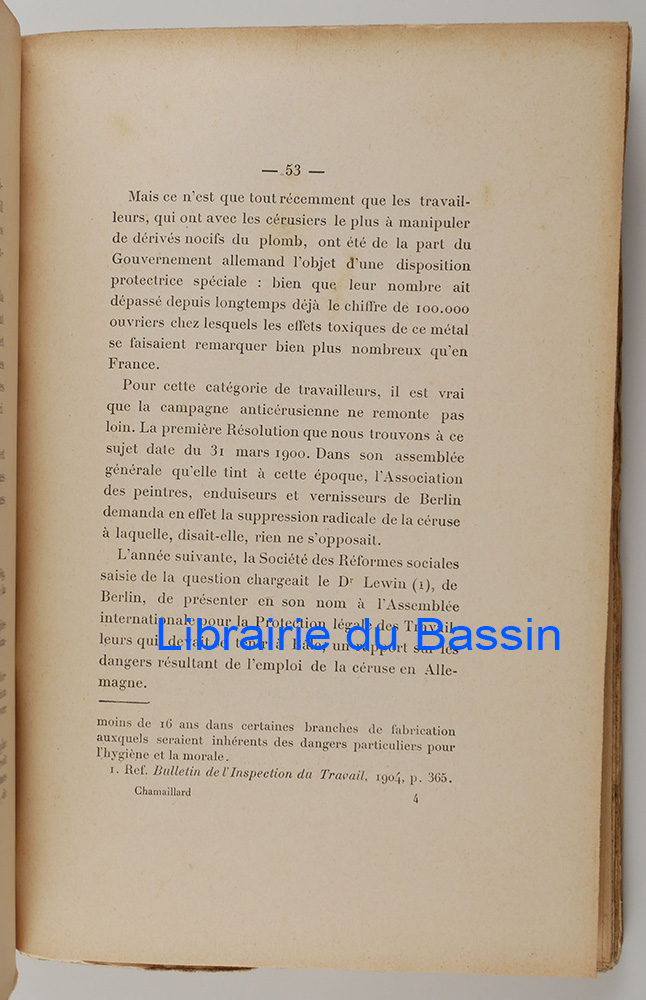 — 53 —
Mais ce n'est que tout récemment que les travail-
leurs, qui ont avec les cérusiers le plus à manipuler
de dérivés nocifs du plomb, ont été de la part du
Gouvernement allemand l'objet d'une disposition
protectrice spéciale : bien que leur nombre ait
dépassé depuis longtemps déjà le chiffre de 100.000
ouvriers chez lesquels les effets toxiques de ce métal
se faisaient remarquer bien plus nombreux qu'en
France.
Pour cette catégorie de travailleurs, il est vrai
que la campagne anticérusienne ne remonte pas
loin. La première Résolution que nous trouvons à ce
sujet date du 31 mars 1900. Dans son assemblée
générale qu'elle tint à cette époque, l'Association
des peintres, enduiseurs et vernisseurs de Berlin
demanda en effet la suppression radicale de la céruse
à laquelle, disait-elle, rien ne s'opposait.
L'année suivante, la Société des Réformes sociales
saisie de la question chargeait le Dr Lewin (1), de
Berlin, de présenter en son nom à l'Assemblée
internationale pour la Protection légale des Travail-
leurs qui devait se tenir à Bâle, un rapport sur les
Librairie du Bassin
dangers résultant de l'emploi de la céruse en Alle-
magne.
moins de 16 ans dans certaines branches de fabrication
auxquels seraient inhérents des dangers particuliers pour
l'hygiène et la morale.
1. Ref. Bulletin de l'Inspection du Travail, 1904, p. 365.
Chamaillard 4